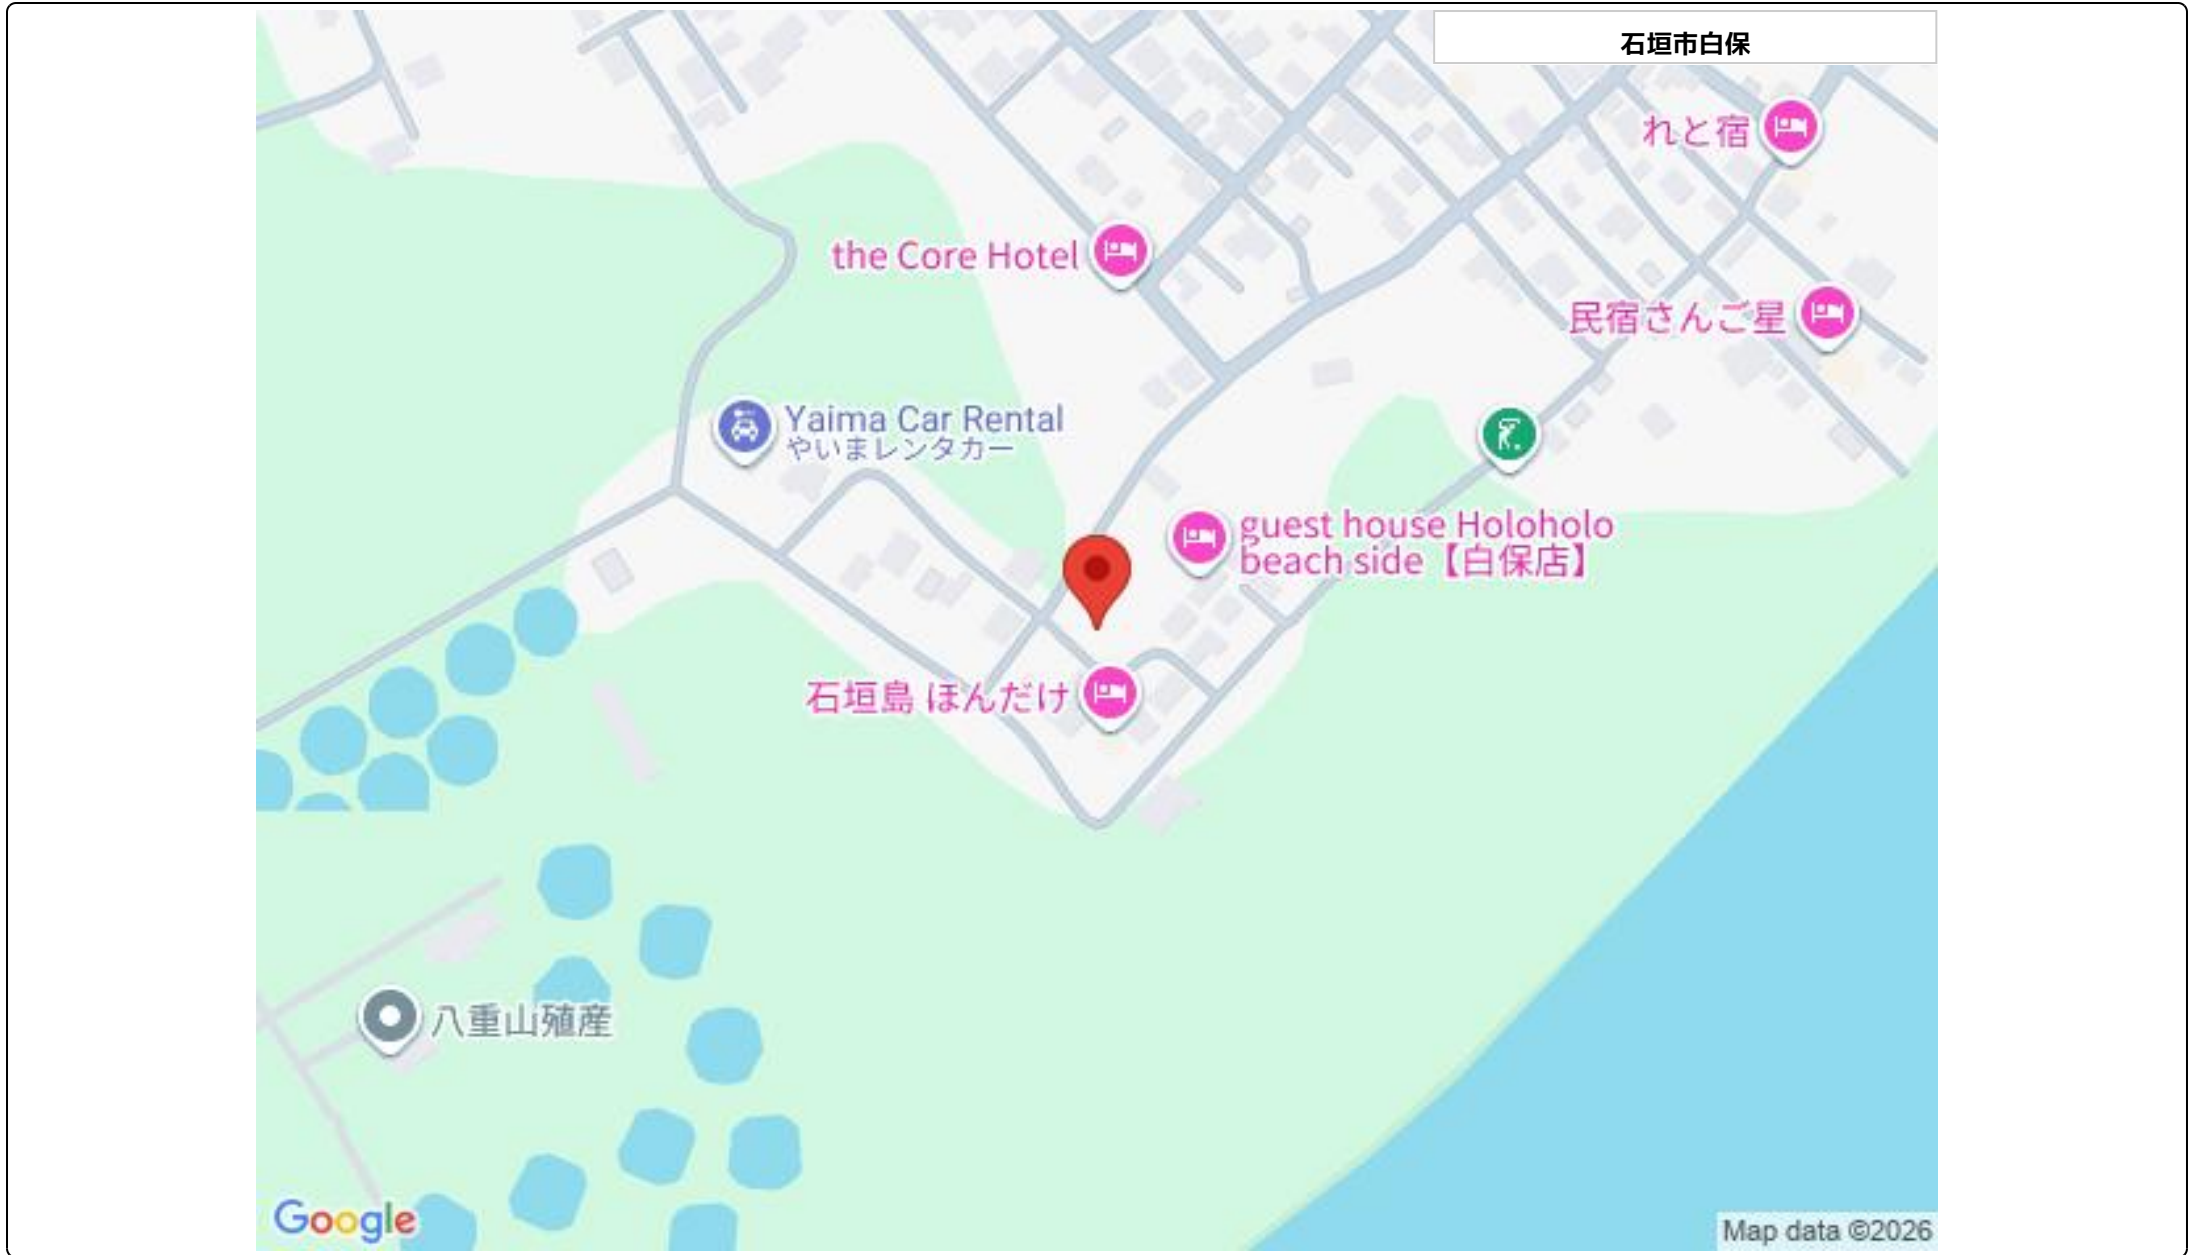 石垣市白保
れと宿
the Core Hotel
民宿さんご星
Yaima Car Rental
やいまレンタカー
guest house Holoholo
beach side【白保店】
石垣島 ほんだけ
八重山殖産
Google
Map data ©2026